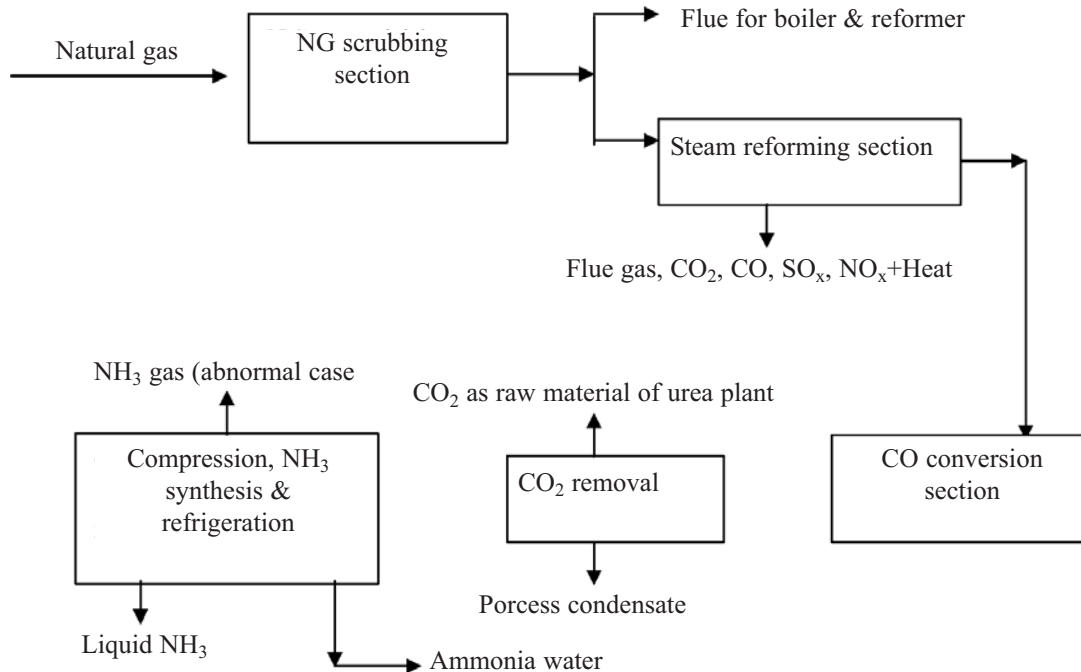 Natural gas
NG scrubbing
section
Flue for boiler & reformer
Steam reforming section
Flue gas, CO₂, CO, SOₓ, NOₓ+Heat
NH₃ gas (abnormal case
CO₂ as raw material of urea plant
Compression, NH₃
synthesis &
refrigeration
CO₂ removal
CO conversion
section
Porcess condensate
Liquid NH₃
Ammonia water